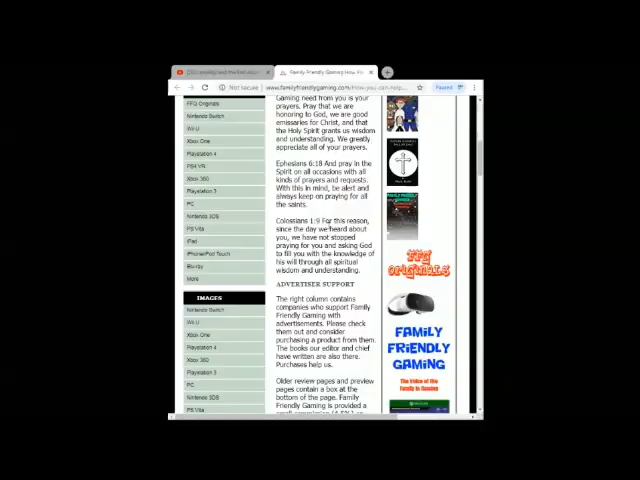 Family Friendly Gaming How
Not secure
www.familyfriendlygaming.com/How-you-can-help
Paused
FFG Originals
Nintendo Switch
Wii U
Xbox One
Playstation 4
PS4 VR
Xbox 360
Playstation 3
PC
Nintendo 3DS
PS Vita
iPad
iPhone/iPod Touch
Blu-ray
More
IMAGES
Nintendo Switch
Wii U
Xbox One
Playstation 4
Xbox 360
Playstation 3
PC
Nintendo 3DS
PS Vita
Gaming need from you is your
prayers. Pray that we are
honoring to God, we are good
emissaries for Christ, and that
the Holy Spirit grants us wisdom
and understanding. We greatly
appreciate all of your prayers.
Ephesians 6:18 And pray in the
Spirit on all occasions with all
kinds of prayers and requests.
With this in mind, be alert and
always keep on praying for all
the saints.
Colossians 1:9 For this reason,
since the day we heard about
you, we have not stopped
praying for you and asking God
to fill you with the knowledge of
his will through all spiritual
wisdom and understanding.
ADVERTISER SUPPORT
The right column contains
companies who support Family
Friendly Gaming with
advertisements. Please check
them out and consider
purchasing a product from them.
The books our editor and chief
have written are also there.
Purchases help us.
Older review pages and preview
pages contain a box at the
bottom of the page. Family
Friendly Gaming is provided a
FFG
ORIGINALS
FAMILY
FRIENDLY
GAMING
The Voice of the
Family in Gaming